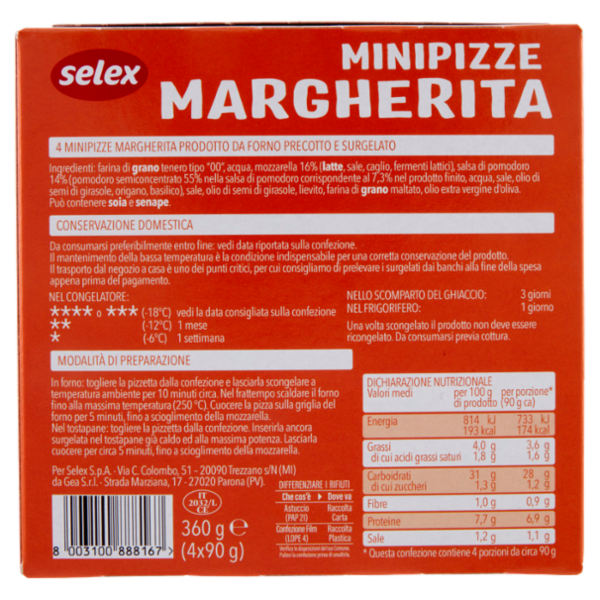 selex
MINIPIZZE
MARGHERITA
4 MINIPIZZE MARGHERITA PRODOTTO DA FORNO PRECOTTO E SURGELATO
Ingredienti: farina di grano tenero tipo "00", acqua, mozzarella 16% (latte, sale, caglio, fermenti lattici), salsa di pomodoro
14% (pomodoro semiconcentrato 55% nella salsa di pomodoro corrispondente al 7,3% nel prodotto finito, acqua, sale, olio di
semi di girasole, origano, basilico), sale, olio di semi di girasole, lievito, farina di grano maltato, olio extra vergine d'oliva.
Può contenere soia e senape.
CONSERVAZIONE DOMESTICA
Da consumarsi preferibilmente entro fine: vedi data riportata sulla confezione.
Il mantenimento della bassa temperatura è la condizione indispensabile per una corretta conservazione del prodotto.
Il trasporto dal negozio a casa è uno dei punti critici, per cui consigliamo di prelevare i surgelati dai banchi alla fine della spesa
appena prima del pagamento.
NEL CONGELATORE:
**** o *** (-18°C) vedi la data consigliata sulla confezione
** (-12°C) 1 mese
* (-6°C) 1 settimana
NELLO SCOMPARTO DEL GHIACCIO: 3 giorni
NEL FRIGORIFERO: 1 giorno
Una volta scongelato il prodotto non deve essere
ricongelato. Da consumarsi previa cottura.
MODALITÀ DI PREPARAZIONE
In forno: togliere la pizzetta dalla confezione e lasciarla scongelare a
temperatura ambiente per 10 minuti circa. Nel frattempo scaldare il forno
fino alla massima temperatura (250 °C). Cuocere la pizza sulla griglia del
forno per 5 minuti, fino a scioglimento della mozzarella.
Nel tostapane: togliere la pizzetta dalla confezione. Inserirla ancora
surgelata nel tostapane già caldo ed alla massima potenza. Lasciarla
cuocere per circa 5 minuti, fino a scioglimento della mozzarella.
Per Selex S.p.A. - Via C. Colombo, 51 - 20090 Trezzano s/N (MI)
da Gea S.r.l. - Strada Marziana, 17 - 27020 Parona (PV).
8 003100 888167 >
IT
2032/L
CE
360 g e
(4x90 g)
DIFFERENZIARE I RIFIUTI
Che cos'è Dove va
Astuccio Raccolta
(PAP 21) Carta
Confezione Film Raccolta
(LDPE 4) Plastica
Verifica le disposizioni del tuo Comune.
Pulisci la confezione prima di smaltirla.
DICHIARAZIONE NUTRIZIONALE
Valori medi per 100 g per porzione*
di prodotto (90 g ca)
Energia 814 kJ 733 kJ
193 kcal 174 kcal
Grassi 4,0 g 3,6 g
di cui acidi grassi saturi 1,8 g 1,6 g
Carboidrati 31 g 28 g
di cui zuccheri 1,3 g 1,2 g
Fibre 1,0 g 0,9 g
Proteine 7,7 g 6,9 g
Sale 1,2 g 1,1 g
* Questa confezione contiene 4 porzioni da circa 90 g